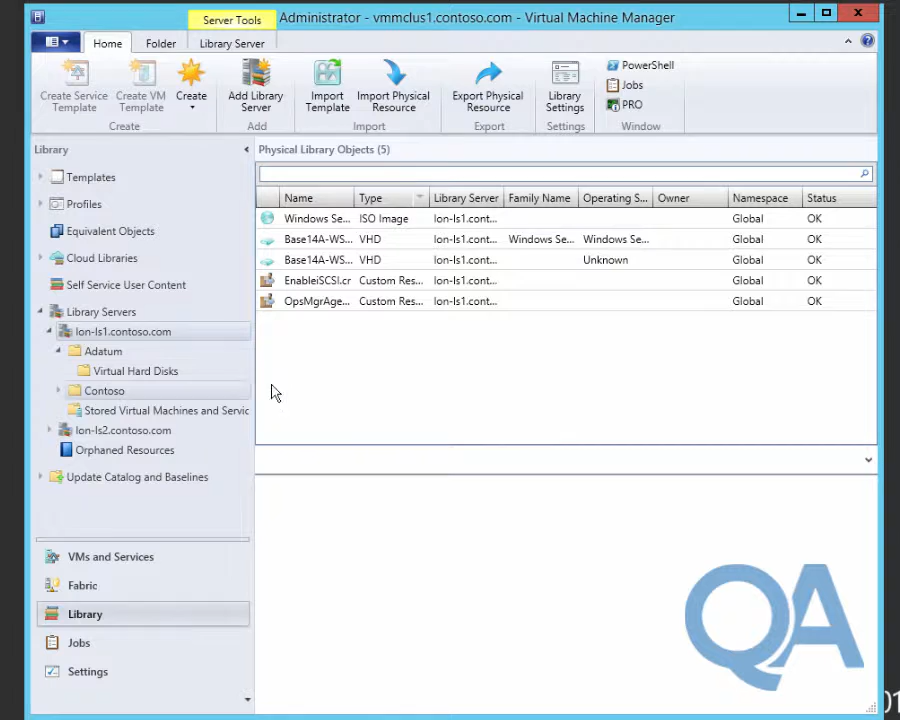 Server Tools
Administrator - vmmclus1.contoso.com - Virtual Machine Manager
Home Folder Library Server
Create Service Template
Create VM Template
Create
Add Library Server
Import Template
Import Physical Resource
Export Physical Resource
Library Settings
PowerShell
Jobs
PRO
Create Add Import Export Settings Window
Library
Physical Library Objects (5)
Templates
Profiles
Equivalent Objects
Cloud Libraries
Self Service User Content
Library Servers
lon-ls1.contoso.com
Adatum
Virtual Hard Disks
Contoso
Stored Virtual Machines and Servic
lon-ls2.contoso.com
Orphaned Resources
Update Catalog and Baselines
Name Type Library Server Family Name Operating S... Owner Namespace Status
Windows Se... ISO Image lon-ls1.cont... Global OK
Base14A-WS... VHD lon-ls1.cont... Windows Se... Windows Se... Global OK
Base14A-WS... VHD lon-ls1.cont... Unknown Global OK
EnableiSCSI.cr Custom Res... lon-ls1.cont... Global OK
OpsMgrAge... Custom Res... lon-ls1.cont... Global OK
VMs and Services
Fabric
Library
Jobs
Settings
QA